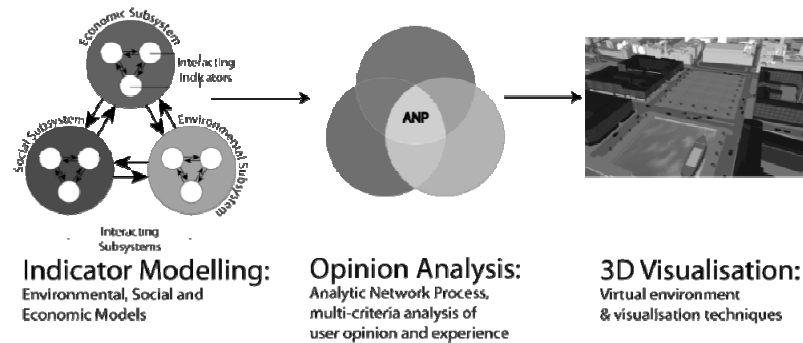 Economic Subsystem
Interacting
Indicators
Social Subsystem
Environmental Subsystem
Interacting
Subsystems
ANP
Indicator Modelling:
Environmental, Social and
Economic Models
Opinion Analysis:
Analytic Network Process,
multi-criteria analysis of
user opinion and experience
3D Visualisation:
Virtual environment
& visualisation techniques